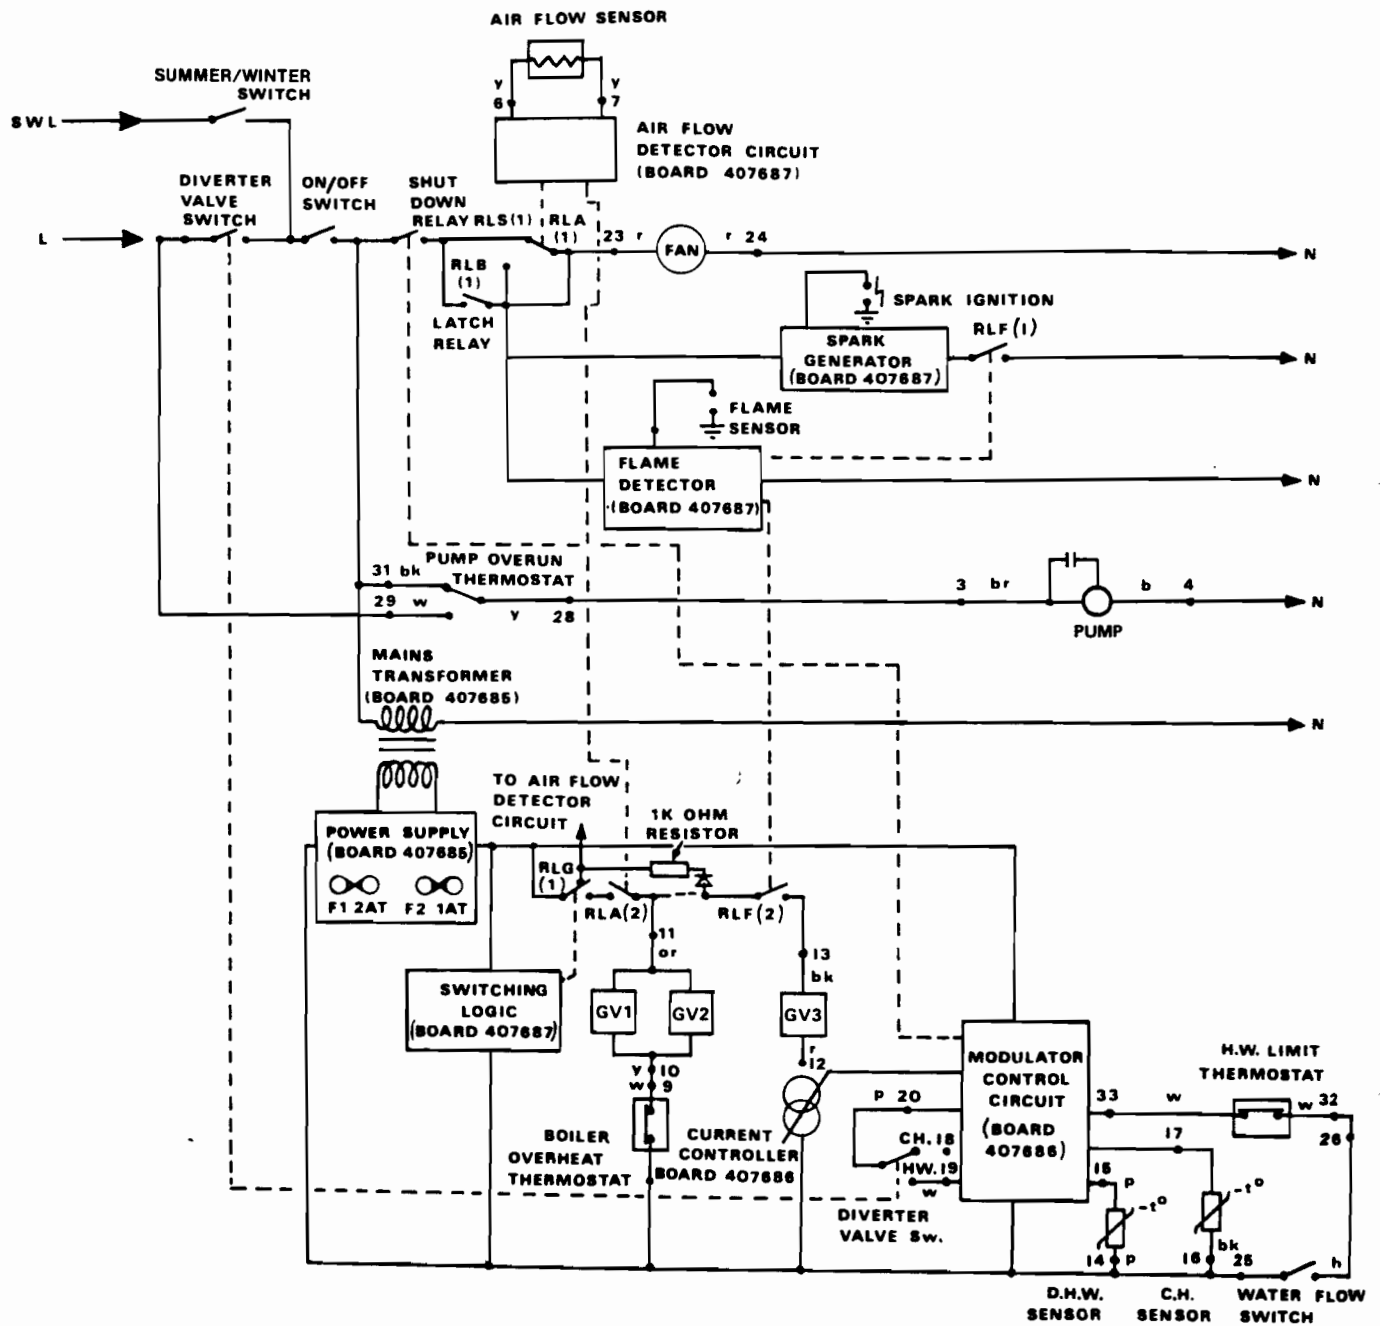 AIR FLOW SENSOR
SUMMER/WINTER
SWITCH
y
y
6
7
SWL
AIR FLOW
DETECTOR CIRCUIT
(BOARD 407687)
DIVERTER
VALVE
SWITCH
ON/OFF
SWITCH
SHUT
DOWN
RELAY RLS(1)
RLA
(1)
L
23 r
FAN
r 24
N
RLB
(1)
LATCH
RELAY
SPARK IGNITION
RLF(1)
SPARK
GENERATOR
(BOARD 407687)
N
FLAME
SENSOR
FLAME
DETECTOR
(BOARD 407687)
N
PUMP OVERUN
THERMOSTAT
31 bk
29 w
y 28
3 br
b 4
N
PUMP
MAINS
TRANSFORMER
(BOARD 407685)
N
TO AIR FLOW
DETECTOR
CIRCUIT
1K OHM
RESISTOR
POWER SUPPLY
(BOARD 407685)
F1 2AT F2 1AT
RLG
(1)
RLA(2)
RLF(2)
11
or
13
bk
SWITCHING
LOGIC
(BOARD 407687)
GV1
GV2
GV3
r
12
y 10
w 9
MODULATOR
CONTROL
CIRCUIT
(BOARD
407686)
H.W. LIMIT
THERMOSTAT
p 20
33 w
w 32
26
BOILER
OVERHEAT
THERMOSTAT
CURRENT
CONTROLLER
BOARD 407686
CH. 18
HW. 19
w
17
15
p
-t°
-t°
DIVERTER
VALVE Sw.
14 p
bk
16
25
h
D.H.W.
SENSOR
C.H.
SENSOR
WATER FLOW
SWITCH